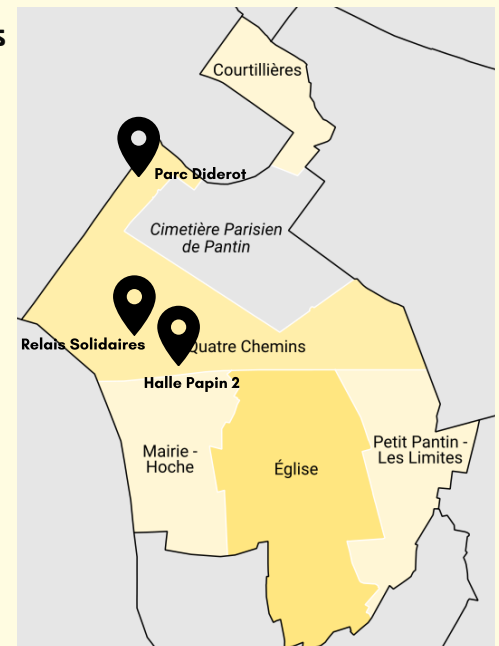 s
Courtillières
Parc Diderot
Cimetière Parisien
de Pantin
Relais Solidaires
Quatre Chemins
Halle Papin 2
Mairie -
Hoche
Église
Petit Pantin -
Les Limites